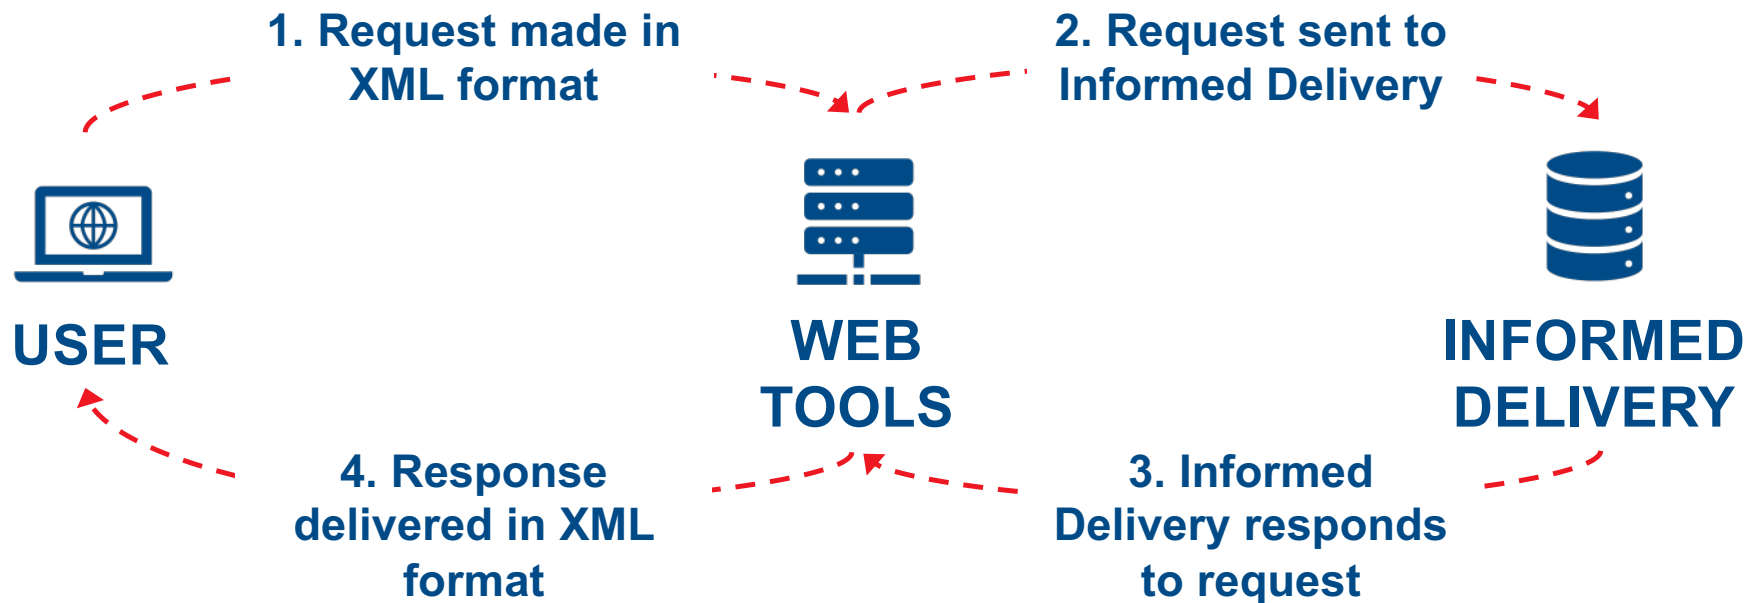 1. Request made in
XML format
2. Request sent to
Informed Delivery
USER
WEB
TOOLS
INFORMED
DELIVERY
4. Response
delivered in XML
format
3. Informed
Delivery responds
to request